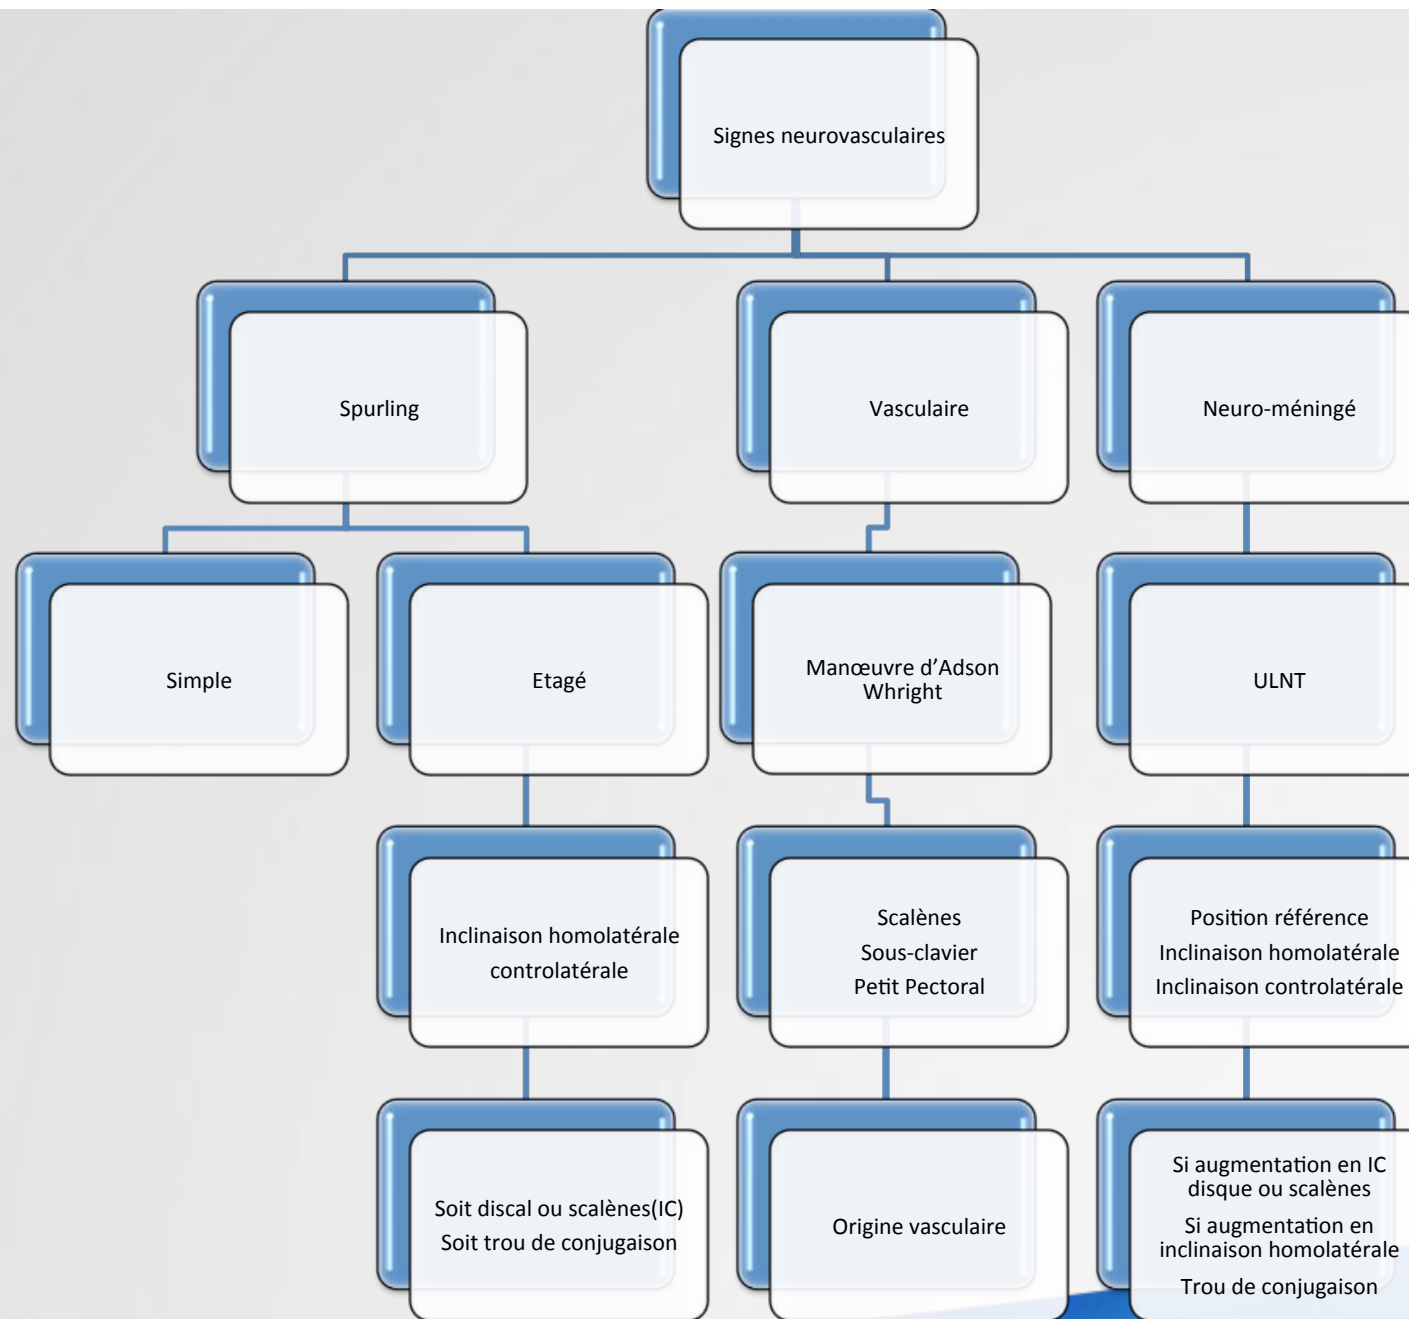 Signes neurovasculaires
Spurling
Vasculaire
Neuro-méningé
Simple
Etagé
Manœuvre d’Adson
Whright
ULNT
Inclinaison homolatérale
controlatérale
Scalènes
Sous-clavier
Petit Pectoral
Position référence
Inclinaison homolatérale
Inclinaison controlatérale
Soit discal ou scalènes(IC)
Soit trou de conjugaison
Origine vasculaire
Si augmentation en IC
disque ou scalènes
Si augmentation en
inclinaison homolatérale
Trou de conjugaison